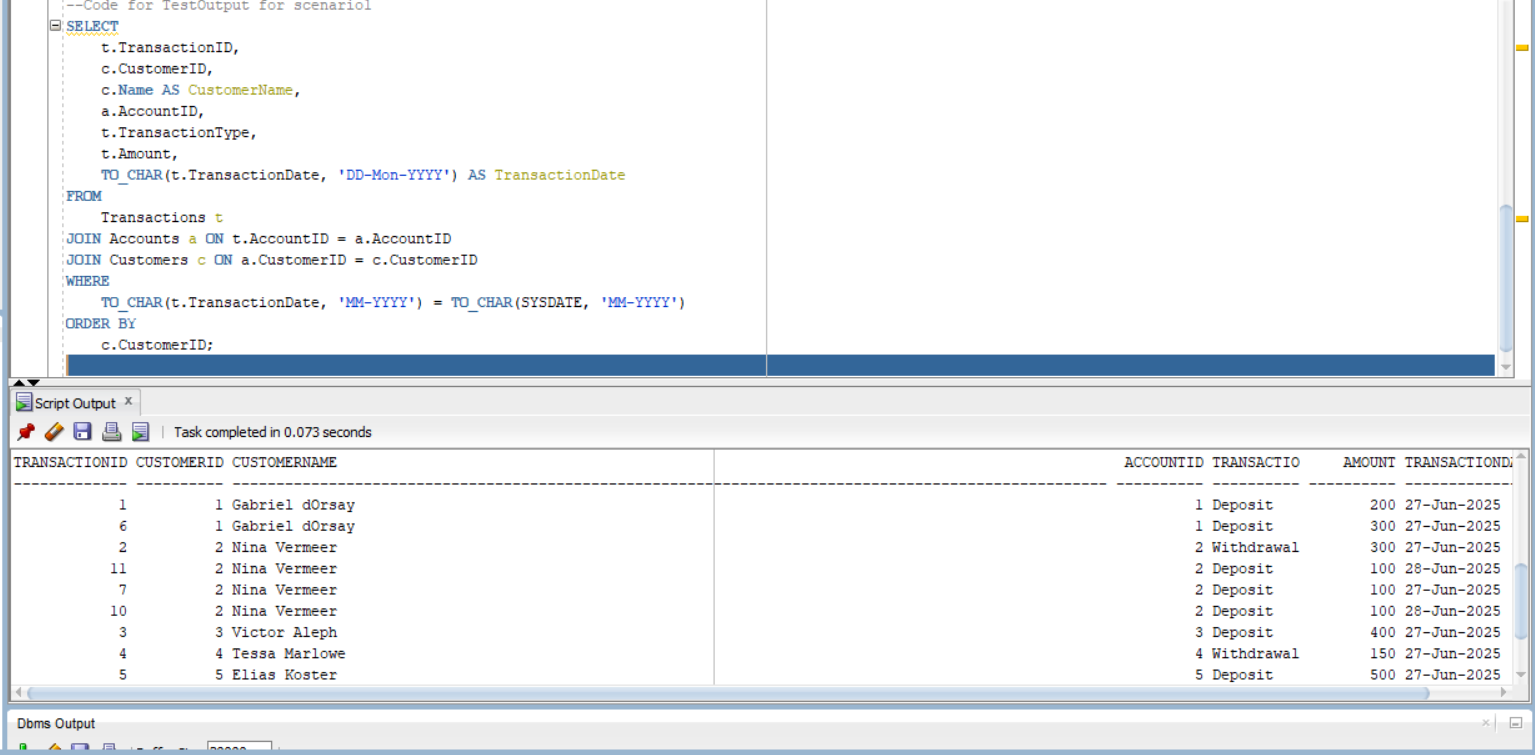 --Code for TestOutput for scenario1
SELECT
t.TransactionID,
c.CustomerID,
c.Name AS CustomerName,
a.AccountID,
t.TransactionType,
t.Amount,
TO_CHAR(t.TransactionDate, 'DD-Mon-YYYY') AS TransactionDate
FROM
Transactions t
JOIN Accounts a ON t.AccountID = a.AccountID
JOIN Customers c ON a.CustomerID = c.CustomerID
WHERE
TO_CHAR(t.TransactionDate, 'MM-YYYY') = TO_CHAR(SYSDATE, 'MM-YYYY')
ORDER BY
c.CustomerID;
Script Output x
Task completed in 0.073 seconds
TRANSACTIONID CUSTOMERID CUSTOMERNAME ACCOUNTID TRANSACTIO AMOUNT TRANSACTIOND
------------- ---------- ---------------------------------------------------------------------------------------------------- ---------- ---------- ---------- ------------
1 1 Gabriel dOrsay 1 Deposit 200 27-Jun-2025
6 1 Gabriel dOrsay 1 Deposit 300 27-Jun-2025
2 2 Nina Vermeer 2 Withdrawal 300 27-Jun-2025
11 2 Nina Vermeer 2 Deposit 100 28-Jun-2025
7 2 Nina Vermeer 2 Deposit 100 27-Jun-2025
10 2 Nina Vermeer 2 Deposit 100 28-Jun-2025
3 3 Victor Aleph 3 Deposit 400 27-Jun-2025
4 4 Tessa Marlowe 4 Withdrawal 150 27-Jun-2025
5 5 Elias Koster 5 Deposit 500 27-Jun-2025
Dbms Output